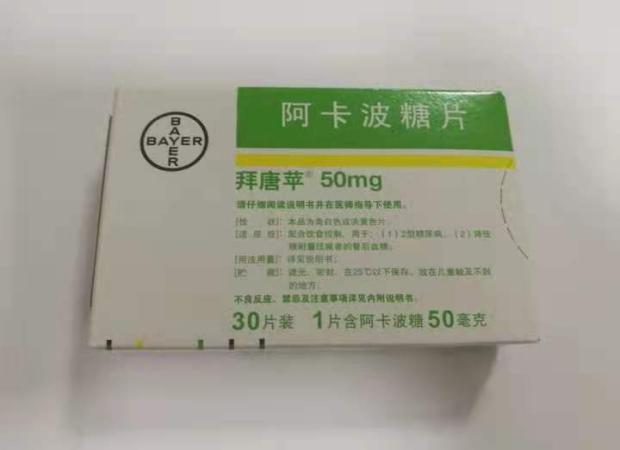 BAYER
BAYER
阿卡波糖片
拜唐苹® 50mg
请仔细阅读说明书并在医师指导下使用。
[性 状]: 本品为类白色或淡黄色片。
[适应症]: 配合饮食控制,用于:(1)2型糖尿病。(2)降低
糖耐量低减者的餐后血糖。
[用法用量]: 详见说明书。
[贮 藏]: 遮光,密封,在25℃以下保存。放在儿童触及不到
的地方。
不良反应、禁忌及注意事项详见内附说明书。
30片装 1片含阿卡波糖50毫克